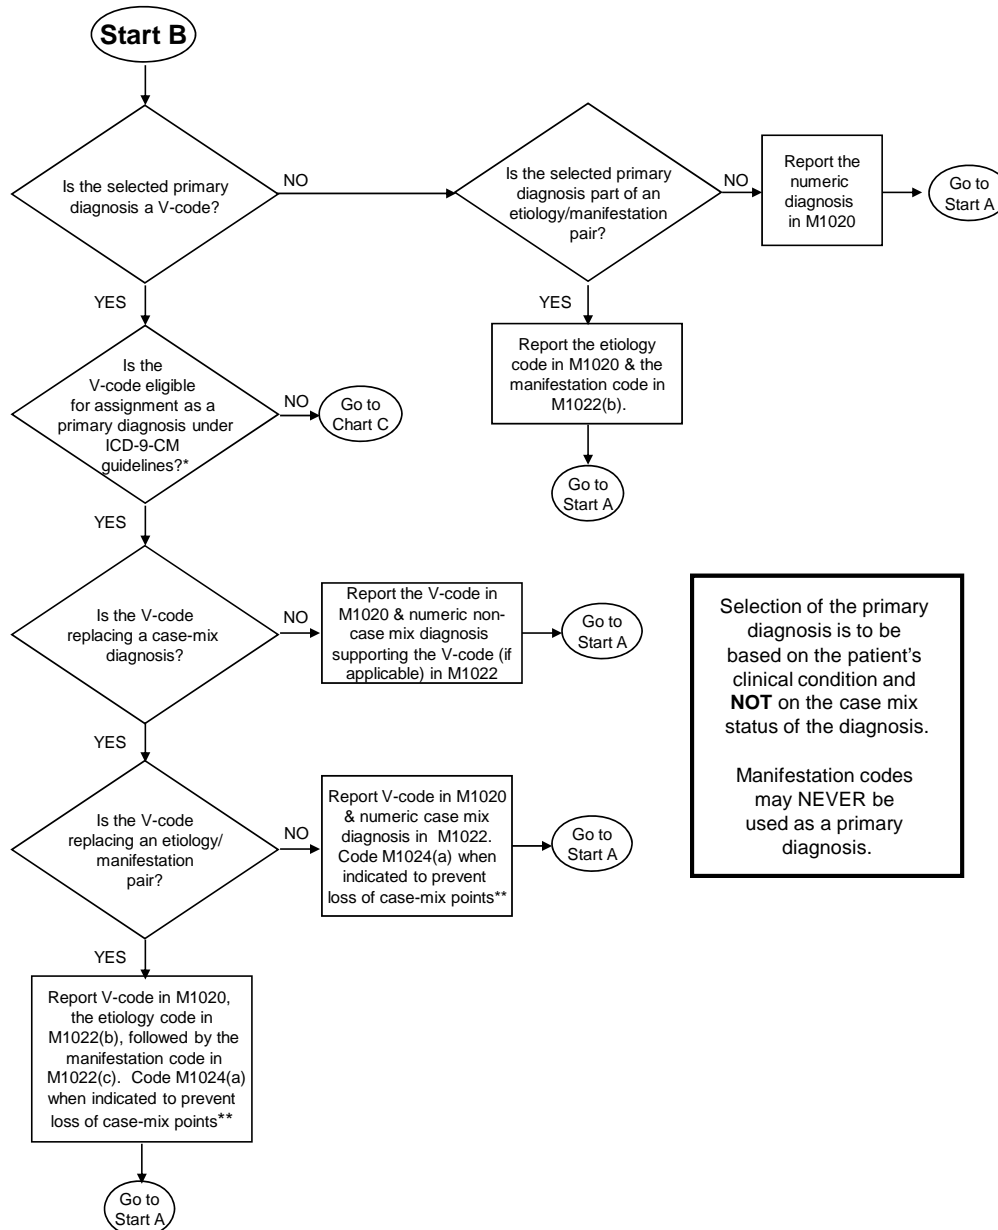 Start B
Is the selected primary
diagnosis a V-code?
NO
Is the selected primary
diagnosis part of an
etiology/manifestation
pair?
NO
Report the
numeric
diagnosis
in M1020
Go to
Start A
YES
YES
Report the etiology
code in M1020 & the
manifestation code in
M1022(b).
Go to
Start A
Is the
V-code eligible
for assignment as a
primary diagnosis under
ICD-9-CM
guidelines?*
NO
Go to
Chart C
YES
Is the V-code
replacing a case-mix
diagnosis?
NO
Report the V-code in
M1020 & numeric non-
case mix diagnosis
supporting the V-code (if
applicable) in M1022
Go to
Start A
Selection of the primary
diagnosis is to be
based on the patient's
clinical condition and
NOT on the case mix
status of the diagnosis.
Manifestation codes
may NEVER be
used as a primary
diagnosis.
YES
Is the V-code
replacing an etiology/
manifestation
pair?
NO
Report V-code in M1020
& numeric case mix
diagnosis in M1022.
Code M1024(a) when
indicated to prevent
loss of case-mix points**
Go to
Start A
YES
Report V-code in M1020,
the etiology code in
M1022(b), followed by the
manifestation code in
M1022(c). Code M1024(a)
when indicated to prevent
loss of case-mix points**
Go to
Start A